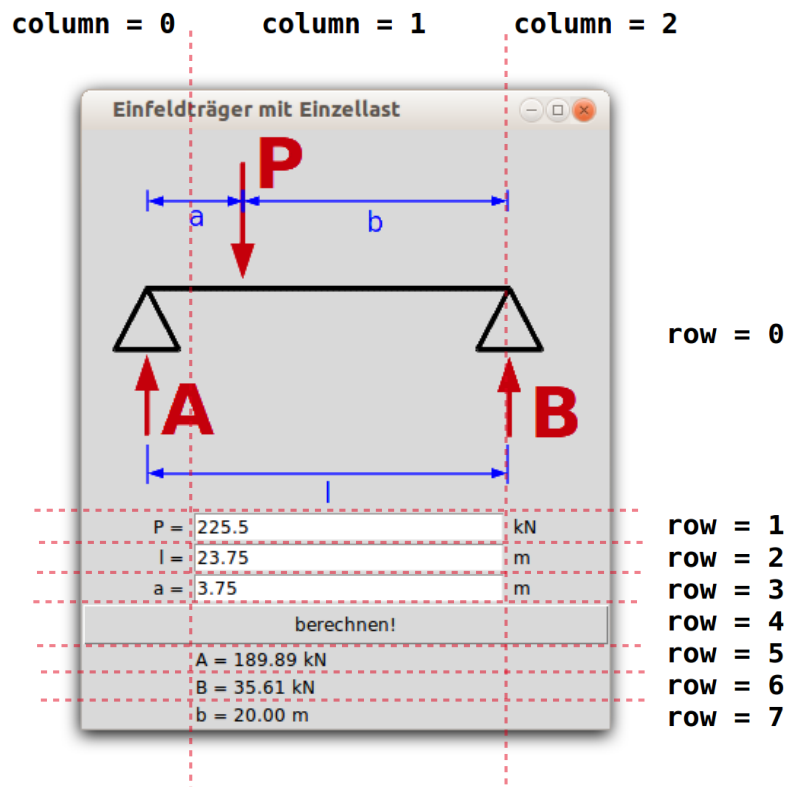 column = 0 column = 1 column = 2
Einfeldträger mit Einzellast
P
a
b
row = 0
A
B
l
P = 225.5 kN row = 1
l = 23.75 m row = 2
a = 3.75 m row = 3
berechnen! row = 4
A = 189.89 kN row = 5
B = 35.61 kN row = 6
b = 20.00 m row = 7